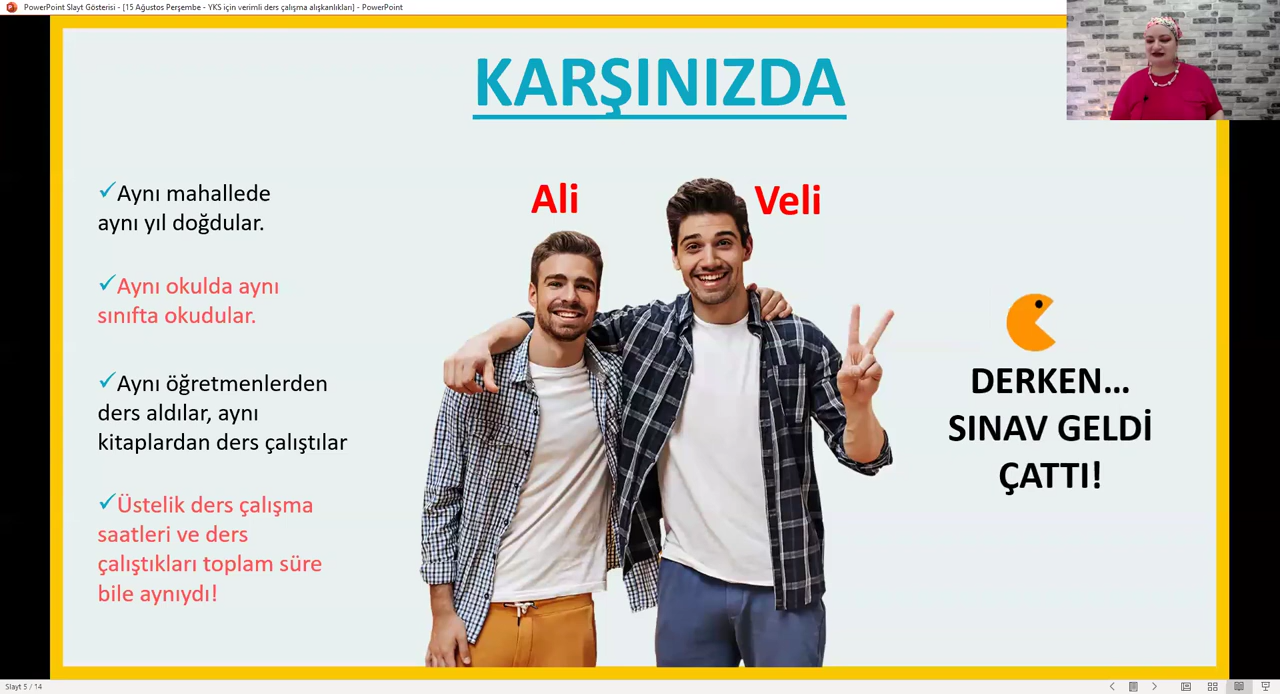 PowerPoint Slayt Gösterisi - [15 Ağustos Perşembe - YKS için verimli ders çalışma alışkanlıkları] - PowerPoint
KARŞINIZDA
Aynı mahallede
aynı yıl doğdular.
Aynı okulda aynı
sınıfta okudular.
Aynı öğretmenlerden
ders aldılar, aynı
kitaplardan ders çalıştılar
Üstelik ders çalışma
saatleri ve ders
çalıştıkları toplam süre
bile aynıydı!
Ali
Veli
DERKEN...
SINAV GELDİ
ÇATTI!
Slayt 5 / 14